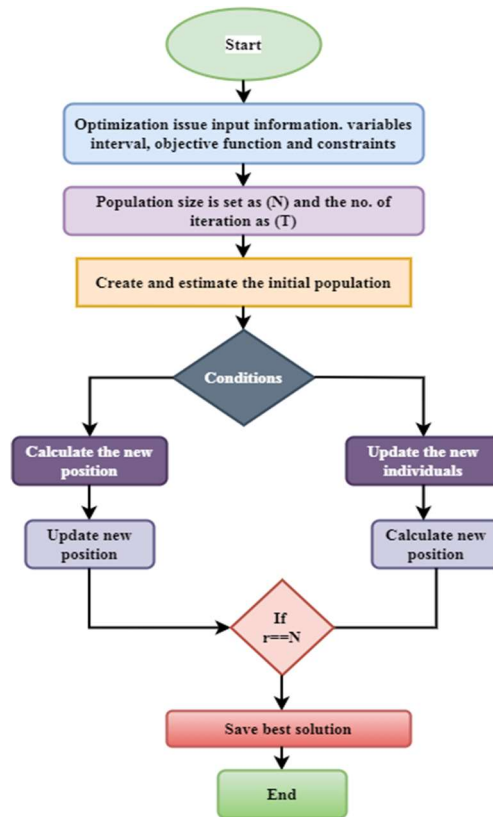 Start
Optimization issue input information. variables
interval, objective function and constraints
Population size is set as (N) and the no. of
iteration as (T)
Create and estimate the initial population
Conditions
Calculate the new
position
Update the new
individuals
Update new
position
Calculate new
position
If
r==N
Save best solution
End